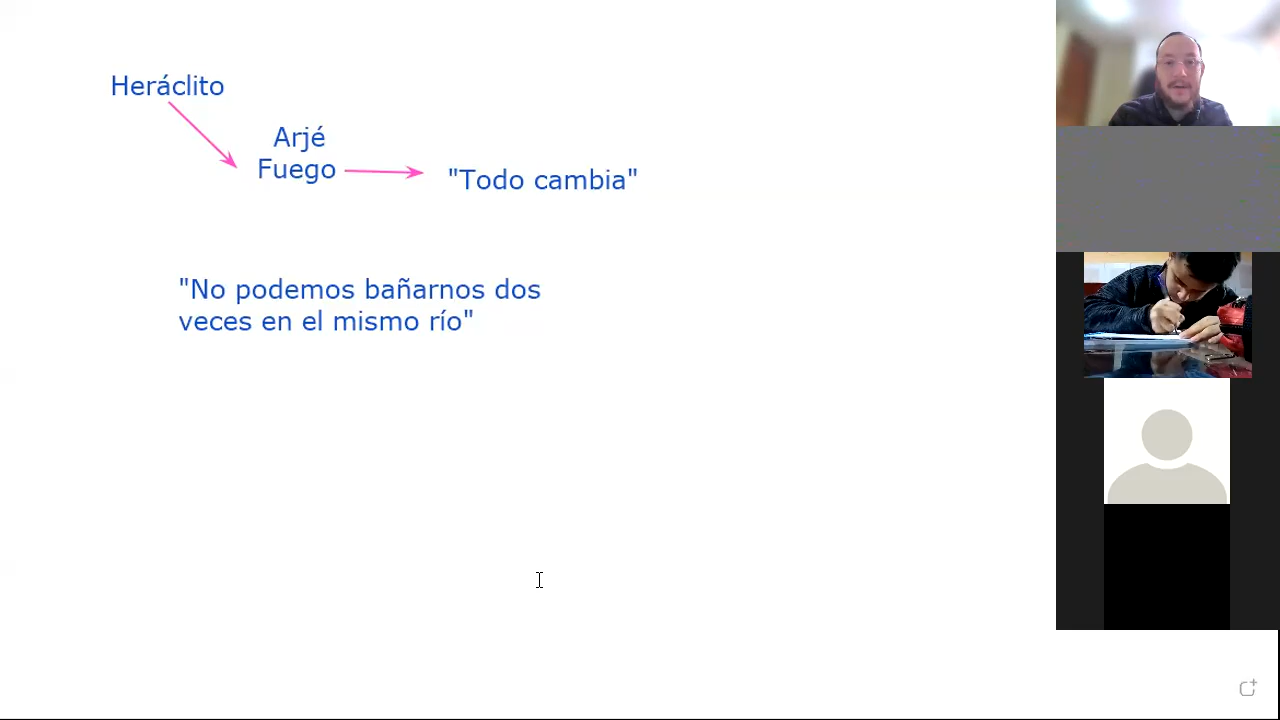 Heráclito
Arjé
Fuego
"Todo cambia"
"No podemos bañarnos dos
veces en el mismo río"